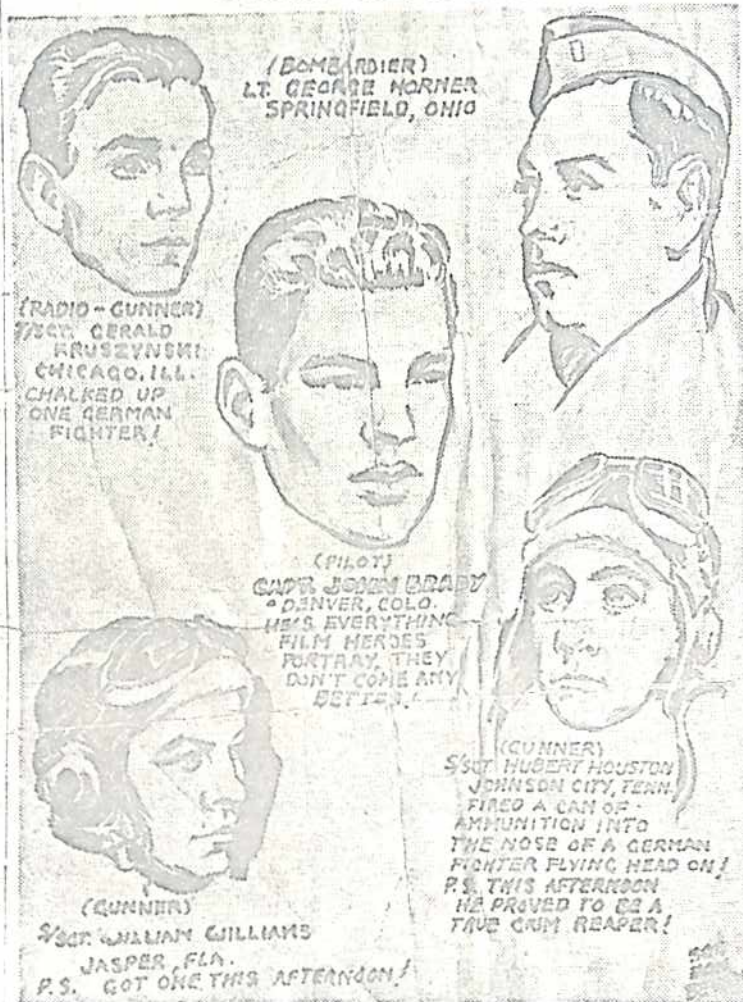 (BOMBARDIER)
LT. GEORGE HORNER
SPRINGFIELD, OHIO
(RADIO-GUNNER)
T/SGT. GERALD
KRUSZYNSKI
CHICAGO, ILL.
CHALKED UP
ONE GERMAN
FIGHTER!
(PILOT)
CAPT. JOHN BRADY
DENVER, COLO.
HE'S EVERYTHING
FILM HEROES
PORTRAY, THEY
DON'T COME ANY
BETTER!
(GUNNER)
S/SGT. HUBERT HOUSTON
JOHNSON CITY, TENN.
FIRED A CAN OF
AMMUNITION INTO
THE NOSE OF A GERMAN
FIGHTER FLYING HEAD ON!
P.S. THIS AFTERNOON
HE PROVED TO BE A
TRUE GRIM REAPER!
(GUNNER)
S/SGT. WILLIAM WILLIAMS
JASPER, FLA.
P.S. GOT ONE THIS AFTERNOON!